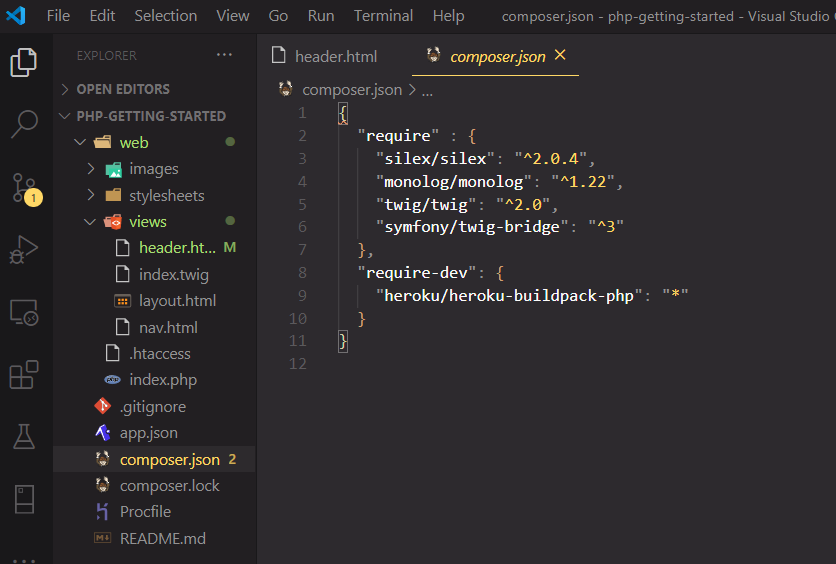 File Edit Selection View Go Run Terminal Help composer.json - php-getting-started - Visual Studio
EXPLORER ...
OPEN EDITORS
PHP-GETTING-STARTED
web
images
stylesheets
views
header.ht... M
index.twig
layout.html
nav.html
.htaccess
php index.php
.gitignore
app.json
composer.json 2
composer.lock
Procfile
README.md
1
header.html composer.json
composer.json > ...
1 {
2 "require" : {
3 "silex/silex": "^2.0.4",
4 "monolog/monolog": "^1.22",
5 "twig/twig": "^2.0",
6 "symfony/twig-bridge": "^3"
7 },
8 "require-dev": {
9 "heroku/heroku-buildpack-php": "*"
10 }
11 }
12